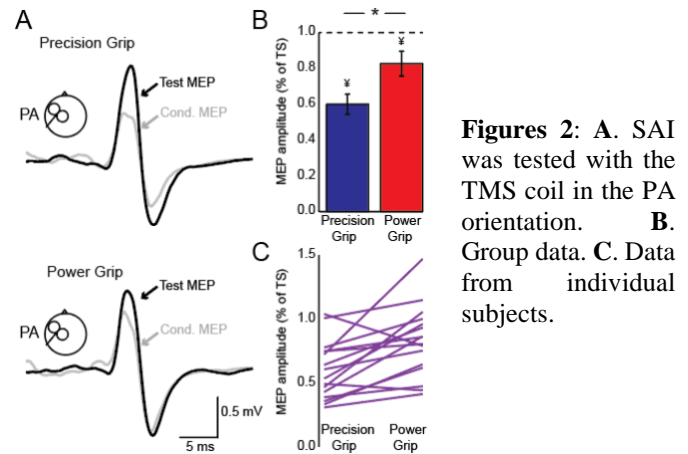 A
Precision Grip
Test MEP
Cond. MEP
PA
Power Grip
Test MEP
PA
Cond. MEP
0.5 mV
5 ms
B
*
MEP amplitude (% of TS)
1.0
0.8
0.6
0.4
0.2
0.0
¥
¥
Precision Grip
Power Grip
C
MEP amplitude (% of TS)
1.5
1.0
0.5
0.0
Precision Grip
Power Grip
Figures 2: A. SAI
was tested with the
TMS coil in the PA
orientation. B.
Group data. C. Data
from individual
subjects.